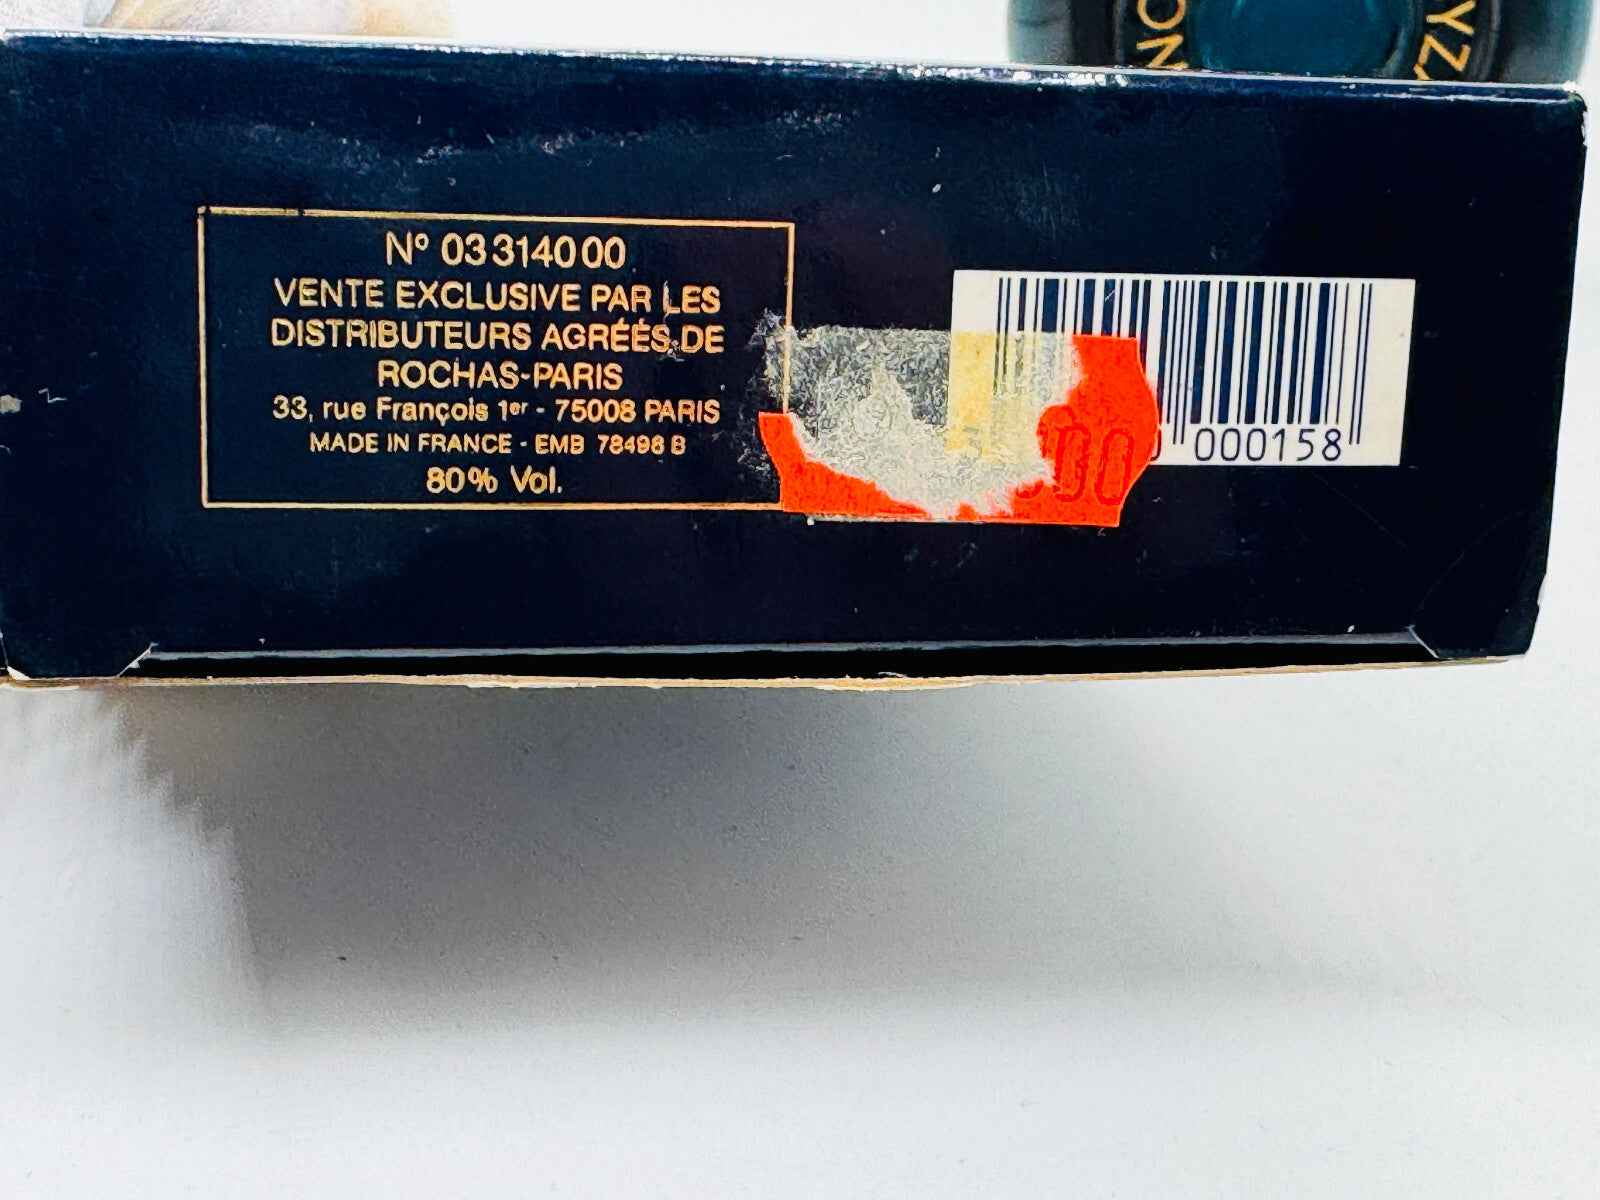 Nº 03314000
VENTE EXCLUSIVE PAR LES
DISTRIBUTEURS AGRÉÉS DE
ROCHAS-PARIS
33, rue François 1er - 75008 PARIS
MADE IN FRANCE - EMB 78498 B
80% Vol.
000158